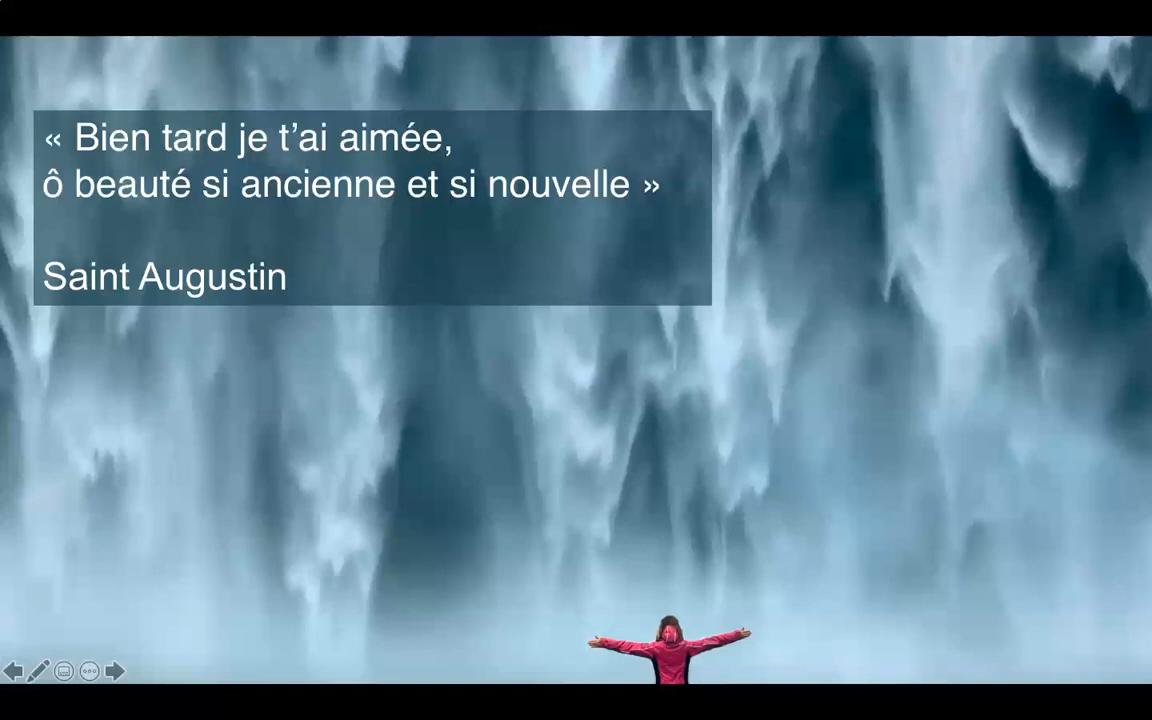 « Bien tard je t’ai aimée,
ô beauté si ancienne et si nouvelle »
Saint Augustin